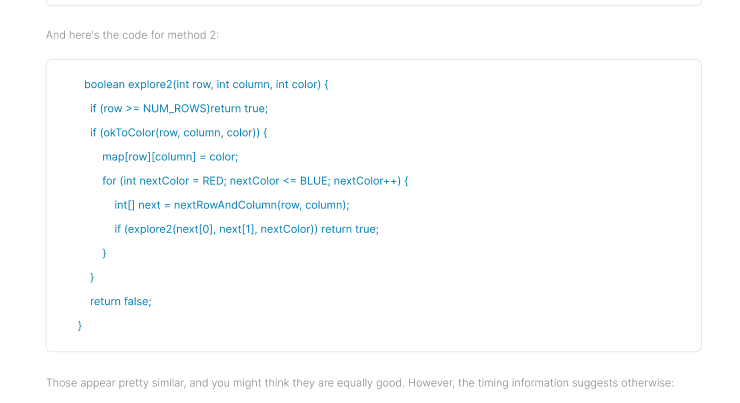 And here's the code for method 2:
boolean explore2(int row, int column, int color) {
if (row >= NUM_ROWS)return true;
if (okToColor(row, column, color)) {
map[row][column] = color;
for (int nextColor = RED; nextColor <= BLUE; nextColor++) {
int[] next = nextRowAndColumn(row, column);
if (explore2(next[0], next[1], nextColor)) return true;
}
}
return false;
}
Those appear pretty similar, and you might think they are equally good. However, the timing information suggests otherwise: